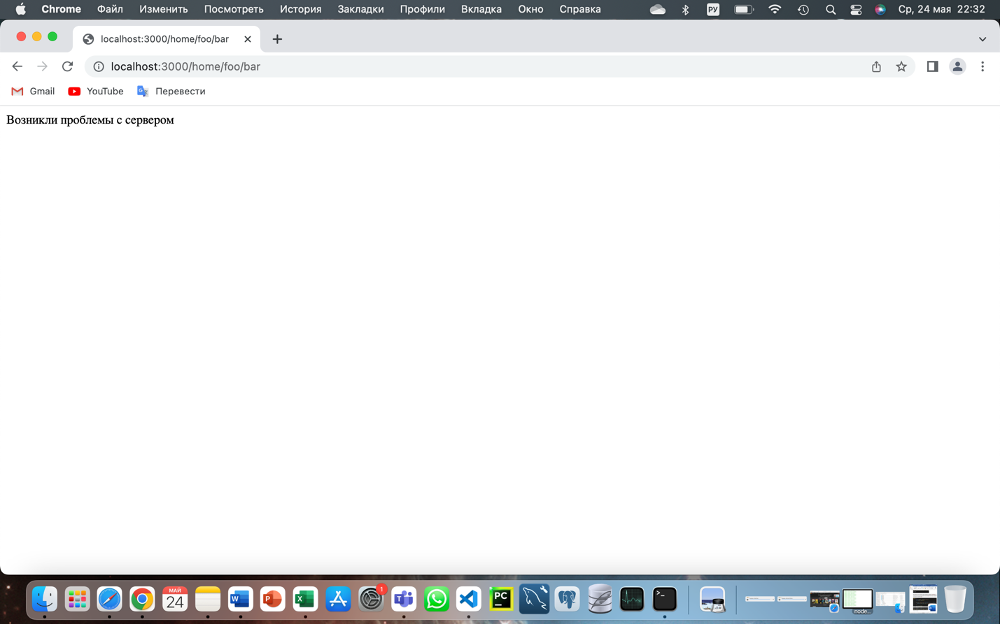 Chrome Файл Изменить Посмотреть История Закладки Профили Вкладка Окно Справка РУ Ср, 24 мая 22:32
localhost:3000/home/foo/bar
localhost:3000/home/foo/bar
Gmail YouTube Перевести
Возникли проблемы с сервером
МАЙ
24
W
P
X
1
T
PC
>_
node...